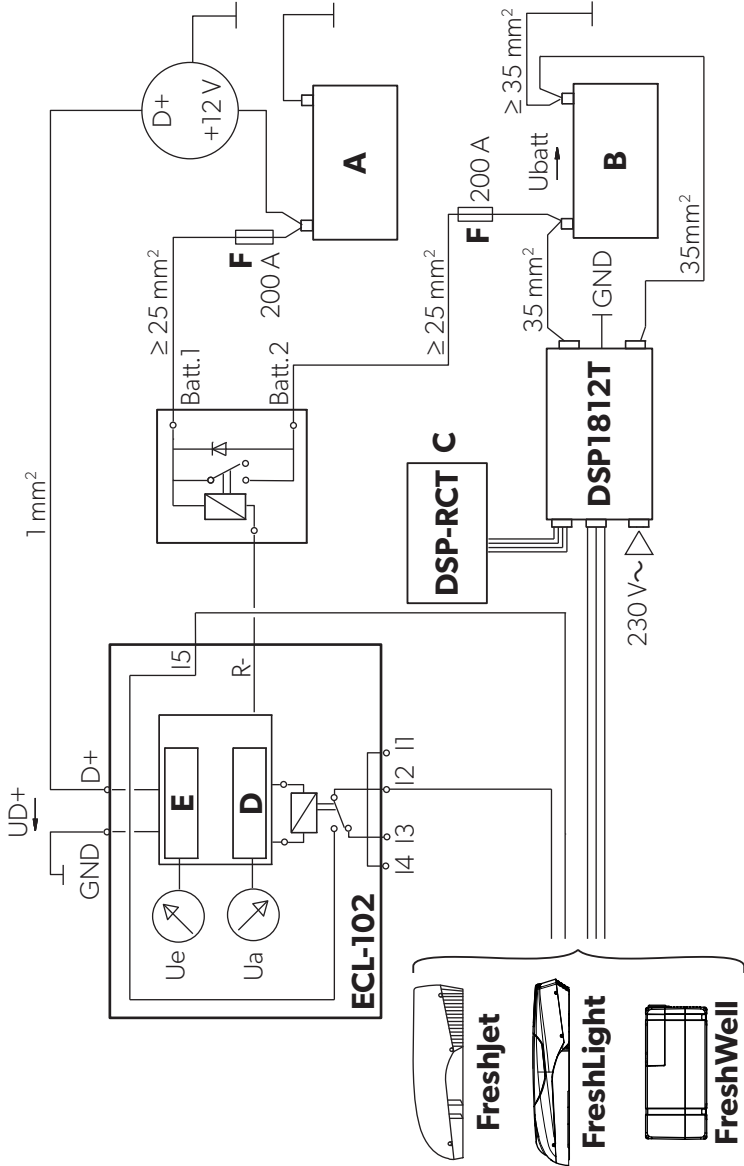 UD+
GND
D+
1 mm²
D+
+12 V
E
D
Ue
Ua
ECL-102
I5
R-
I4
I3
I2
I1
Batt.1
Batt.2
≥ 25 mm²
F
200 A
A
≥ 25 mm²
F
200 A
Ubatt
B
≥ 35 mm²
35 mm²
GND
35mm²
DSP-RCT
C
DSP1812T
230 V~
FreshJet
FreshLight
FreshWell